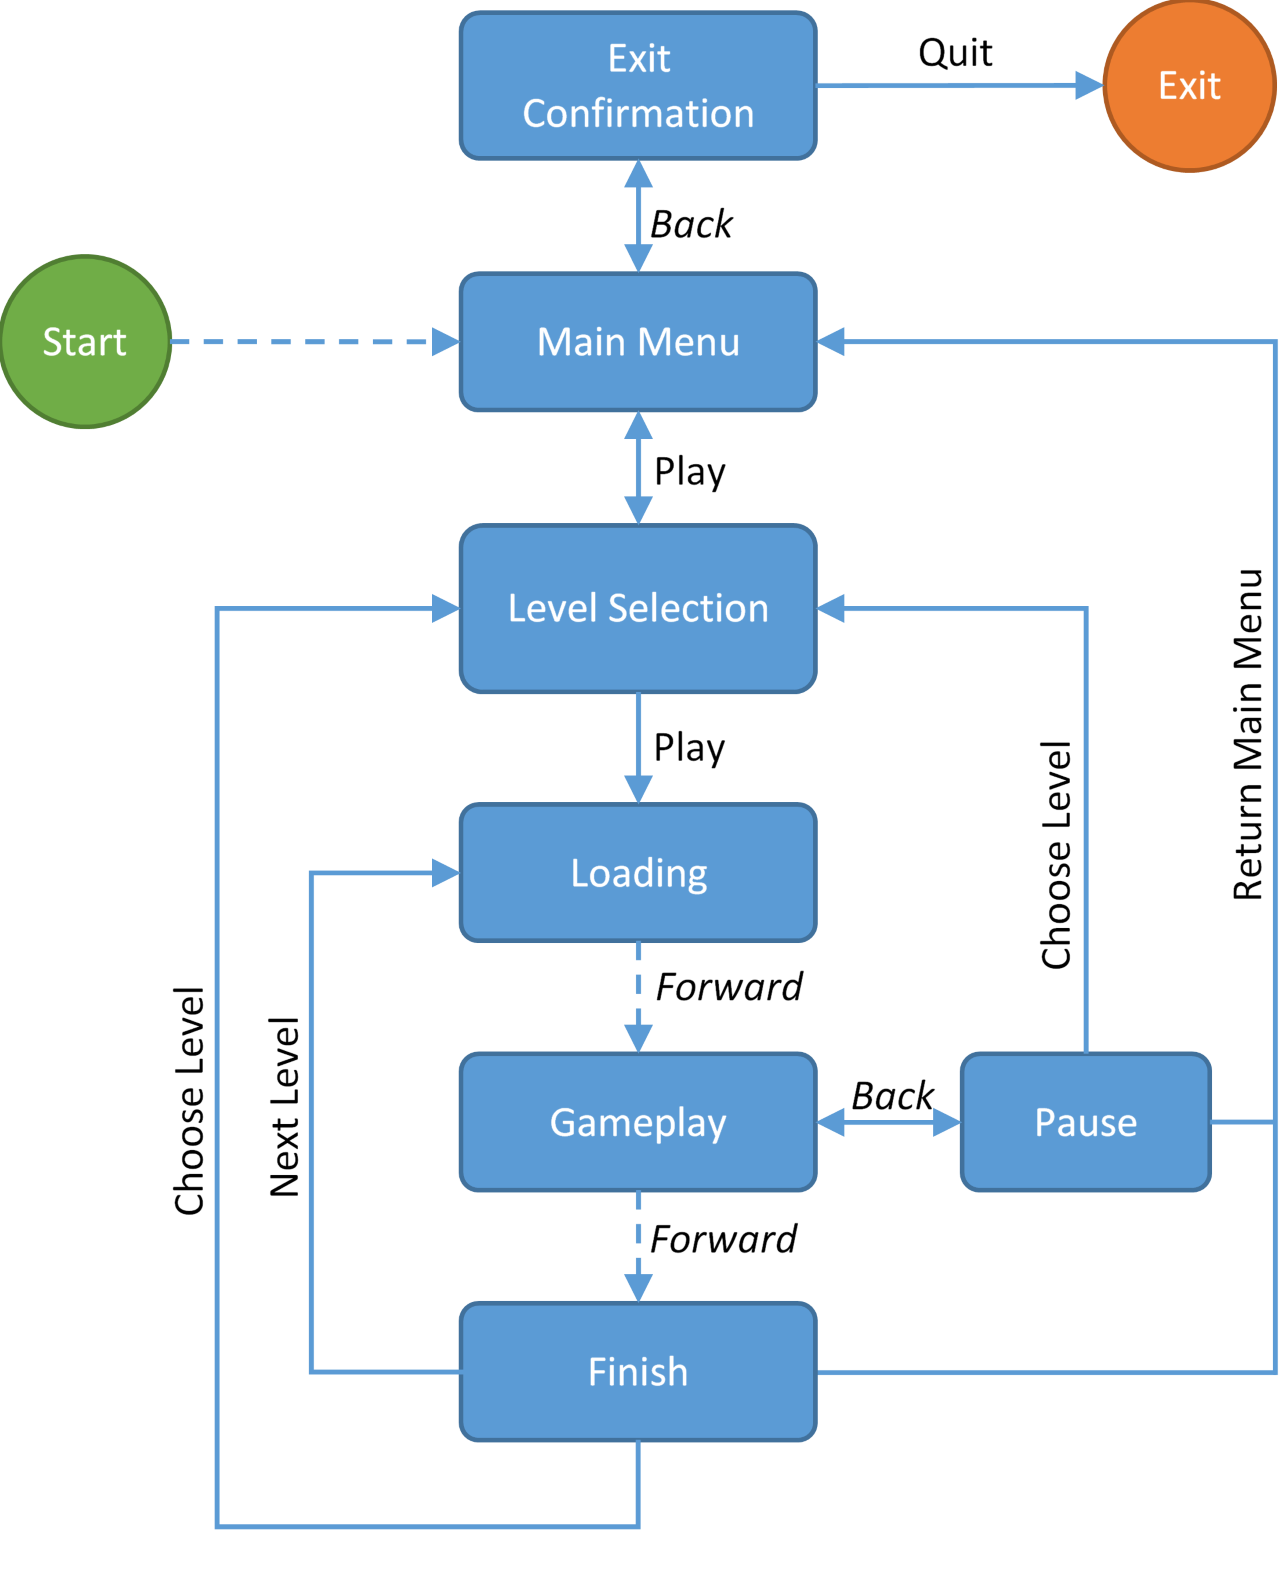 Exit
Confirmation
Quit
Exit
Back
Start
Main Menu
Play
Level Selection
Play
Return Main Menu
Choose Level
Loading
Forward
Choose Level
Next Level
Gameplay
Back
Pause
Forward
Finish